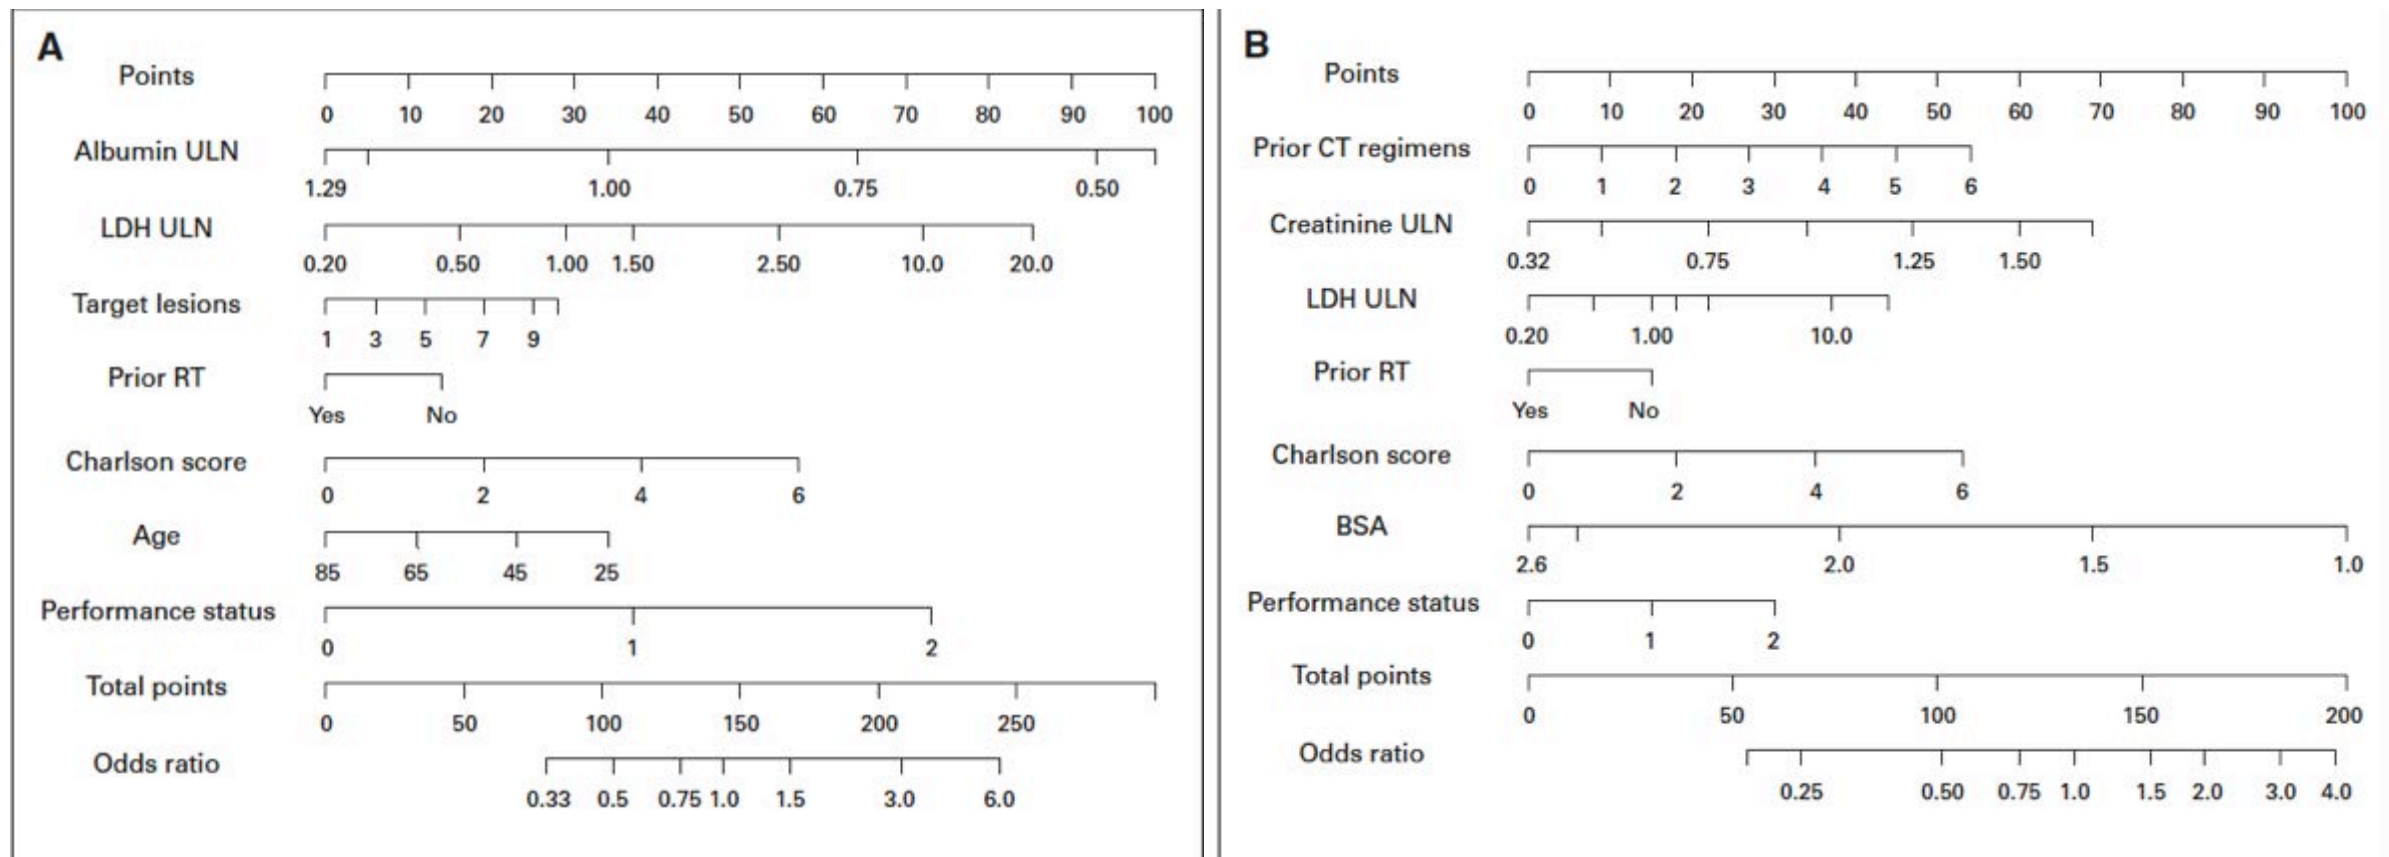 A
Points
0 10 20 30 40 50 60 70 80 90 100
Albumin ULN
1.29 1.00 0.75 0.50
LDH ULN
0.20 0.50 1.00 1.50 2.50 10.0 20.0
Target lesions
1 3 5 7 9
Prior RT
Yes No
Charlson score
0 2 4 6
Age
85 65 45 25
Performance status
0 1 2
Total points
0 50 100 150 200 250
Odds ratio
0.33 0.5 0.75 1.0 1.5 3.0 6.0
B
Points
0 10 20 30 40 50 60 70 80 90 100
Prior CT regimens
0 1 2 3 4 5 6
Creatinine ULN
0.32 0.75 1.25 1.50
LDH ULN
0.20 1.00 10.0
Prior RT
Yes No
Charlson score
0 2 4 6
BSA
2.6 2.0 1.5 1.0
Performance status
0 1 2
Total points
0 50 100 150 200
Odds ratio
0.25 0.50 0.75 1.0 1.5 2.0 3.0 4.0